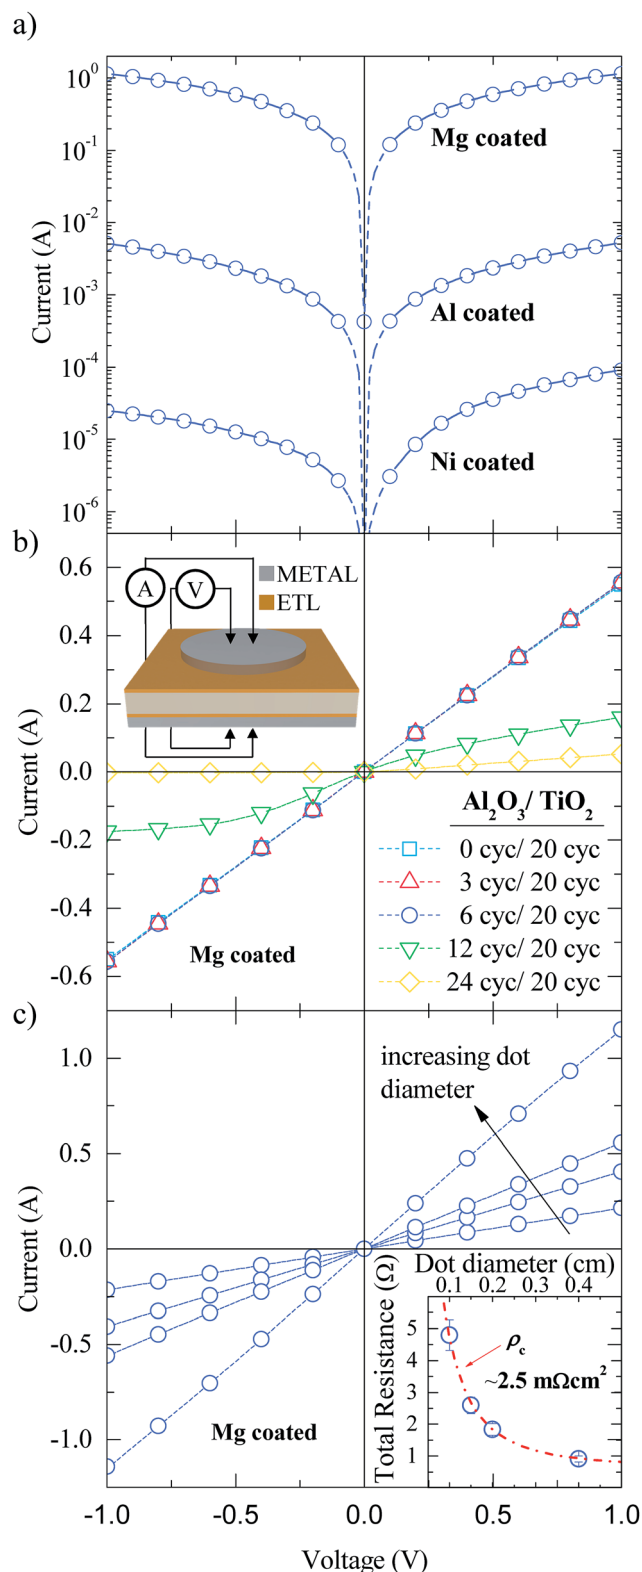 a)
10^0
10^-1
10^-2
10^-3
10^-4
10^-5
10^-6
Current (A)
Mg coated
Al coated
Ni coated
b)
0.6
0.4
0.2
0.0
-0.2
-0.4
-0.6
Current (A)
A
V
METAL
ETL
Al₂O₃/ TiO₂
0 cyc/ 20 cyc
3 cyc/ 20 cyc
6 cyc/ 20 cyc
12 cyc/ 20 cyc
24 cyc/ 20 cyc
Mg coated
c)
1.0
0.5
0.0
-0.5
-1.0
Current (A)
increasing dot
diameter
Mg coated
Dot diameter (cm)
0.1 0.2 0.3 0.4
Total Resistance (Ω)
5
4
3
2
1
ρc
~2.5 mΩcm²
-1.0 -0.5 0.0 0.5 1.0
Voltage (V)